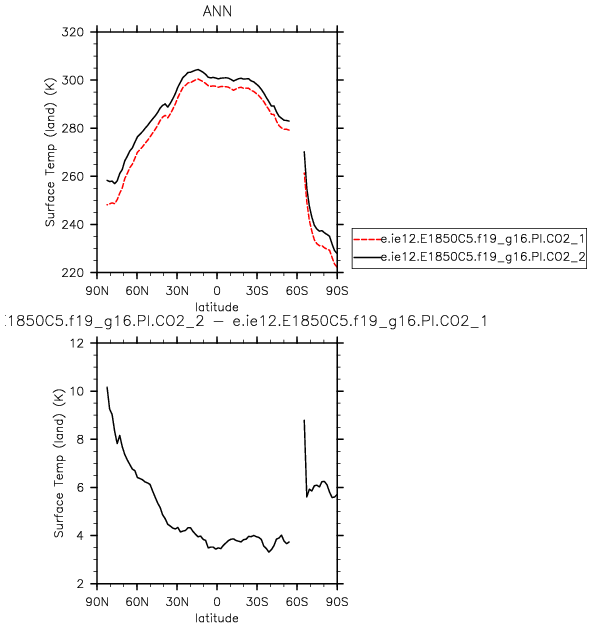 ANN
320
300
280
260
240
220
Surface Temp (land) (K)
90N 60N 30N 0 30S 60S 90S
latitude
e.ie12.E1850C5.f19_g16.PI.CO2_1
e.ie12.E1850C5.f19_g16.PI.CO2_2
:1850C5.f19_g16.PI.CO2_2 — e.ie12.E1850C5.f19_g16.PI.CO2_1
12
10
8
6
4
2
Surface Temp (land) (K)
90N 60N 30N 0 30S 60S 90S
latitude